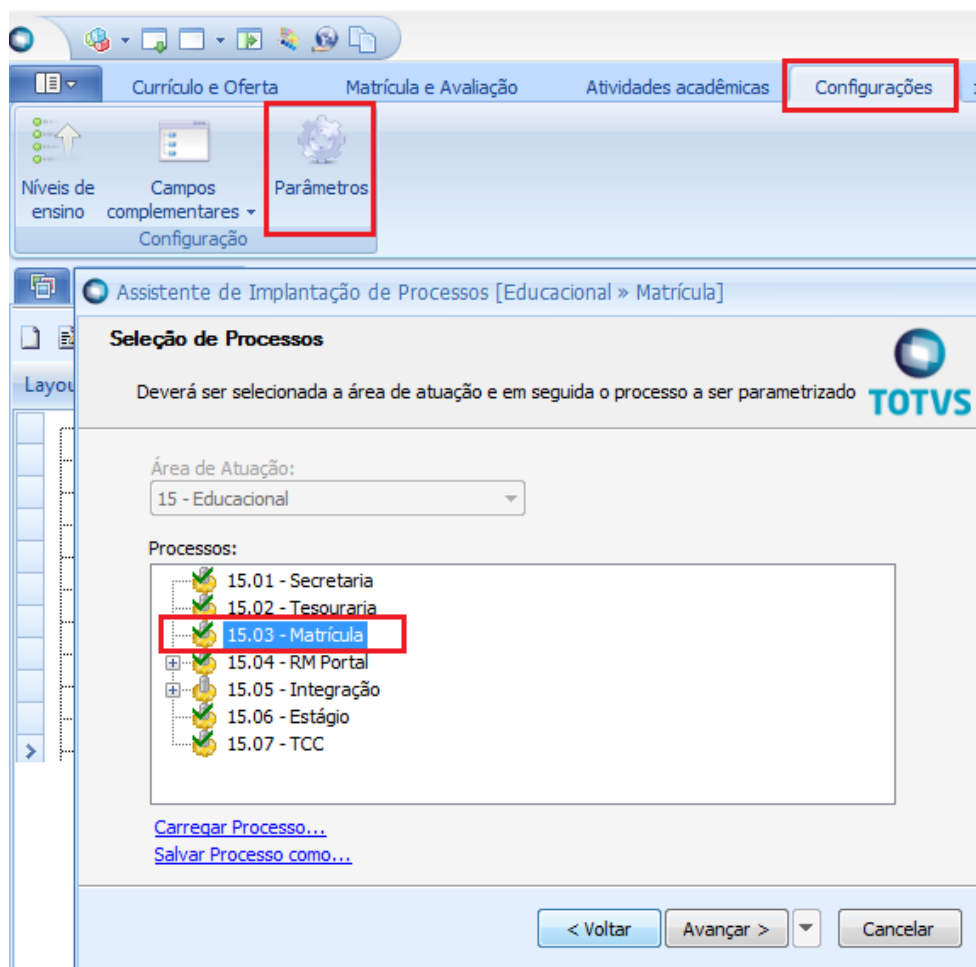 Currículo e Oferta
Matrícula e Avaliação
Atividades acadêmicas
Configurações
Níveis de
ensino
Campos
complementares
Parâmetros
Configuração
Assistente de Implantação de Processos [Educacional » Matrícula]
Seleção de Processos
Deverá ser selecionada a área de atuação e em seguida o processo a ser parametrizado
TOTVS
Área de Atuação:
15 - Educacional
Processos:
15.01 - Secretaria
15.02 - Tesouraria
15.03 - Matrícula
15.04 - RM Portal
15.05 - Integração
15.06 - Estágio
15.07 - TCC
Carregar Processo...
Salvar Processo como...
< Voltar
Avançar >
Cancelar